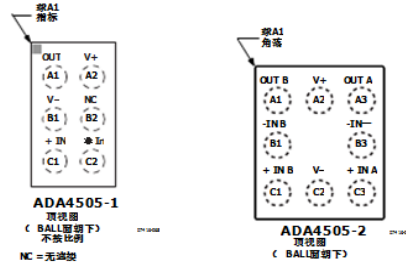 球A1
指标
OUT V+
A1 A2
V– NC
B1 B2
+ IN
C1 C2
ADA4505-1
顶视图
( BALL面朝下)
不按比例
NC =无连接
球A1
角落
OUT B V+ OUT A
A1 A2 A3
-IN B -IN—
B1 B3
+ IN B V– + IN A
C1 C2 C3
ADA4505-2
顶视图
( BALL面朝下)